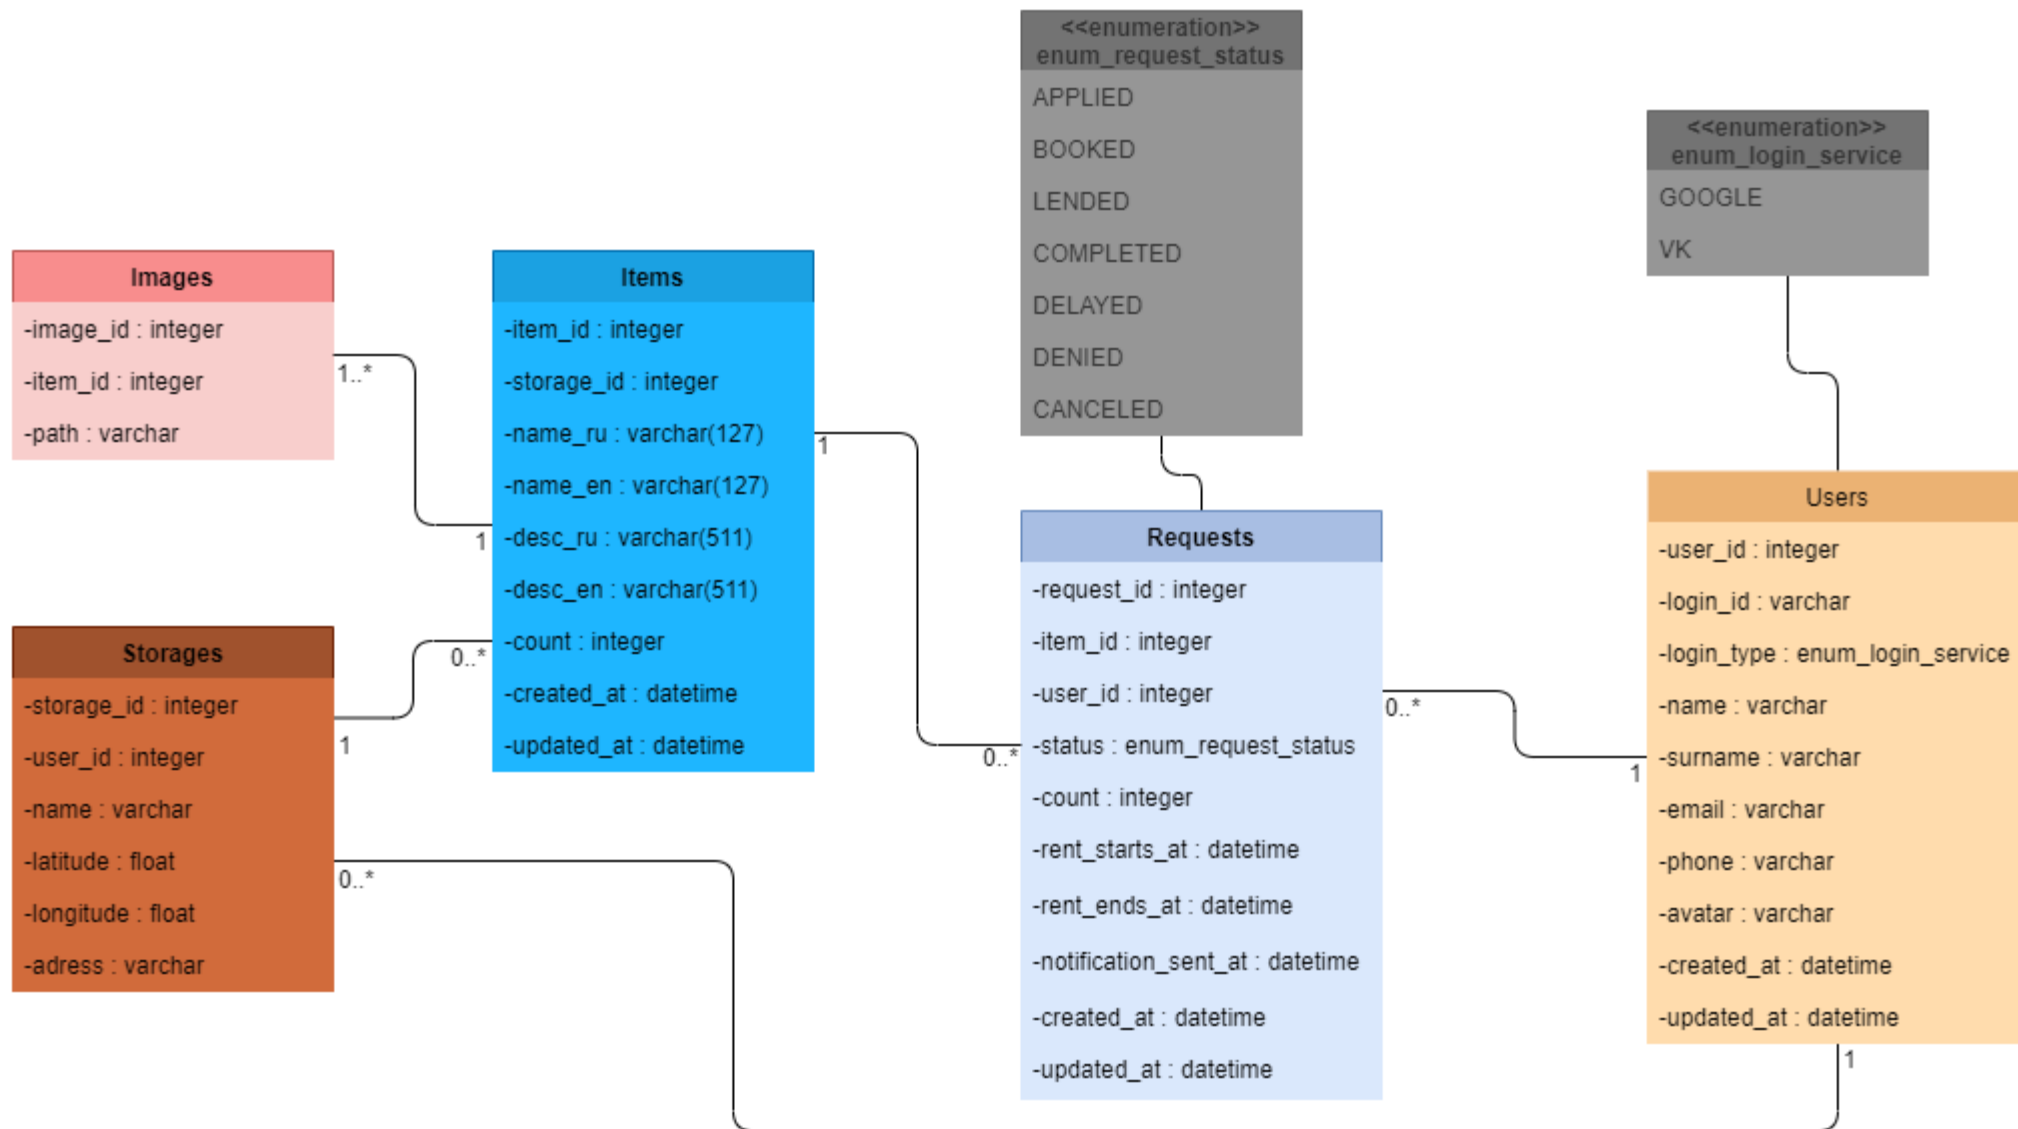 <<enumeration>>
enum_request_status
APPLIED
BOOKED
LENDED
COMPLETED
DELAYED
DENIED
CANCELED
<<enumeration>>
enum_login_service
GOOGLE
VK
Images
-image_id : integer
-item_id : integer
-path : varchar
1..*
1
Items
-item_id : integer
-storage_id : integer
-name_ru : varchar(127)
-name_en : varchar(127)
-desc_ru : varchar(511)
-desc_en : varchar(511)
-count : integer
-created_at : datetime
-updated_at : datetime
1
0..*
Storages
-storage_id : integer
-user_id : integer
-name : varchar
-latitude : float
-longitude : float
-adress : varchar
1
0..*
0..*
Requests
-request_id : integer
-item_id : integer
-user_id : integer
-status : enum_request_status
-count : integer
-rent_starts_at : datetime
-rent_ends_at : datetime
-notification_sent_at : datetime
-created_at : datetime
-updated_at : datetime
0..*
1
Users
-user_id : integer
-login_id : varchar
-login_type : enum_login_service
-name : varchar
-surname : varchar
-email : varchar
-phone : varchar
-avatar : varchar
-created_at : datetime
-updated_at : datetime
1